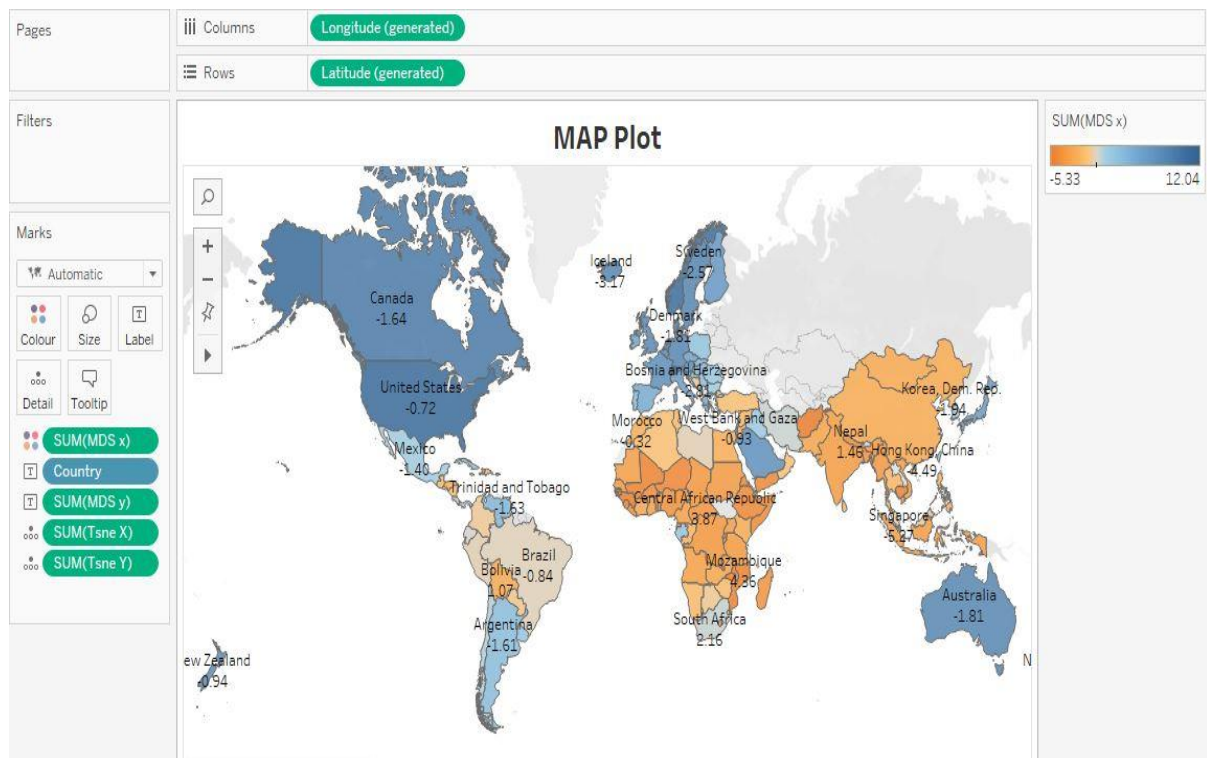 Pages
Columns
Longitude (generated)
Rows
Latitude (generated)
Filters
Marks
Automatic
Colour
Size
Label
Detail
Tooltip
SUM(MDS x)
Country
SUM(MDS y)
SUM(Tsne X)
SUM(Tsne Y)
MAP Plot
Iceland
-3.17
Sweden
-2.57
Canada
-1.64
Denmark
-1.81
United States
-0.72
Bosnia and Herzegovina
Korea, Dem. Rep.
-1.94
Morocco
-0.32
West Bank and Gaza
-0.93
Nepal
1.46
Hong Kong, China
-4.49
Mexico
-1.40
Trinidad and Tobago
-1.63
Central African Republic
3.87
Singapore
-5.27
Brazil
-0.84
Bolivia
1.07
Mozambique
4.36
Australia
-1.81
Argentina
-1.61
South Africa
2.16
ew Zealand
-0.94
N
SUM(MDS x)
-5.33 12.04